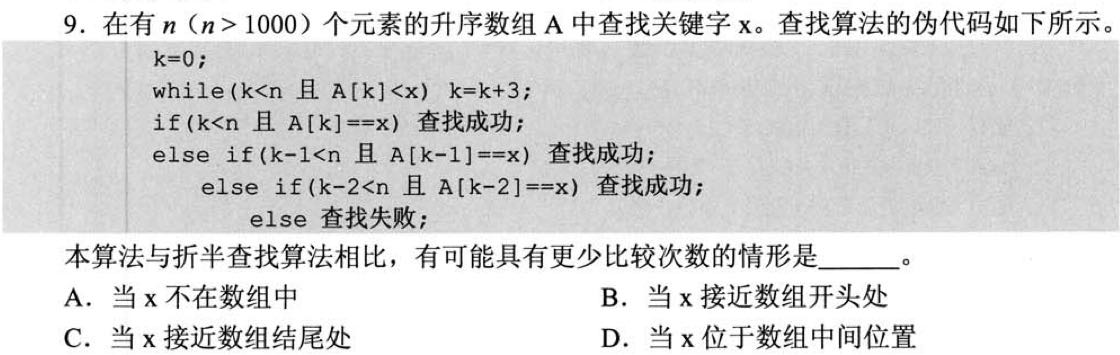 9. 在有 n（n > 1000）个元素的升序数组 A 中查找关键字 x。查找算法的伪代码如下所示。
k=0;
while(k<n 且 A[k]<x) k=k+3;
if(k<n 且 A[k]==x) 查找成功;
else if(k-1<n 且 A[k-1]==x) 查找成功;
else if(k-2<n 且 A[k-2]==x) 查找成功;
else 查找失败;
本算法与折半查找算法相比，有可能具有更少比较次数的情形是______。
A. 当 x 不在数组中 B. 当 x 接近数组开头处
C. 当 x 接近数组结尾处 D. 当 x 位于数组中间位置